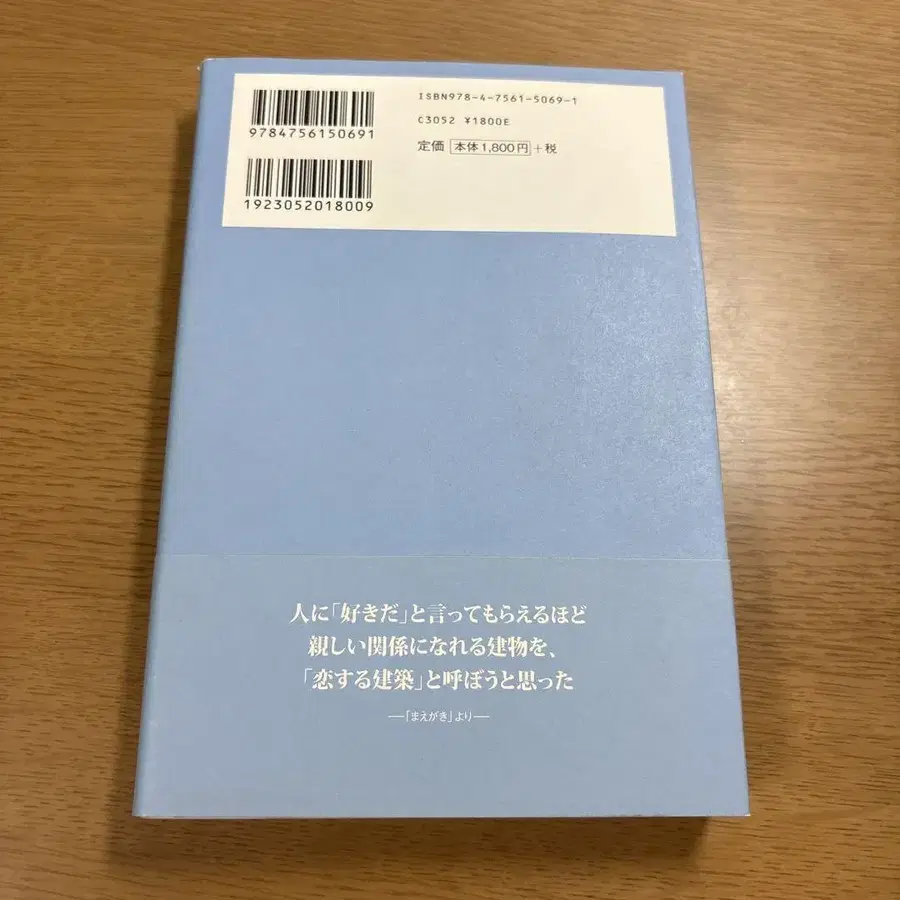 ISBN978-4-7561-5069-1
C3052 ¥1800E
定価 本体1,800円+税
9784756150691
1923052018009
人に「好きだ」と言ってもらえるほど
親しい関係になれる建物を、
「恋する建築」と呼ぼうと思った
—「まえがき」より—